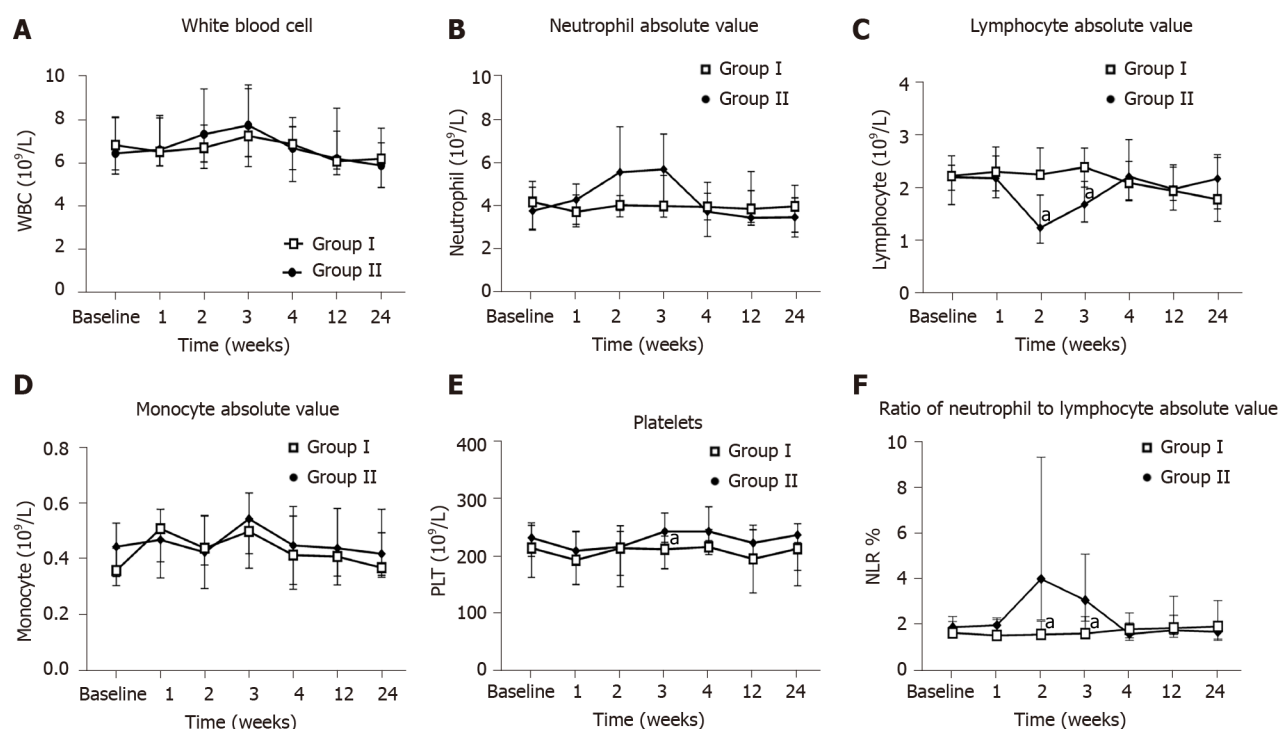 A
White blood cell
10
8
6
4
2
0
WBC (10⁹/L)
Group I
Group II
Baseline 1 2 3 4 12 24
Time (weeks)
B
Neutrophil absolute value
10
8
6
4
2
0
Neutrophil (10⁹/L)
Group I
Group II
Baseline 1 2 3 4 12 24
Time (weeks)
C
Lymphocyte absolute value
4
3
2
1
0
Lymphocyte (10⁹/L)
Group I
Group II
a
a
Baseline 1 2 3 4 12 24
Time (weeks)
D
Monocyte absolute value
0.8
0.6
0.4
0.2
0.0
Monocyte (10⁹/L)
Group I
Group II
Baseline 1 2 3 4 12 24
Time (weeks)
E
Platelets
400
300
200
100
0
PLT (10⁹/L)
Group I
Group II
a
Baseline 1 2 3 4 12 24
Time (weeks)
F
Ratio of neutrophil to lymphocyte absolute value
10
8
6
4
2
0
NLR %
Group I
Group II
a
a
Baseline 1 2 3 4 12 24
Time (weeks)